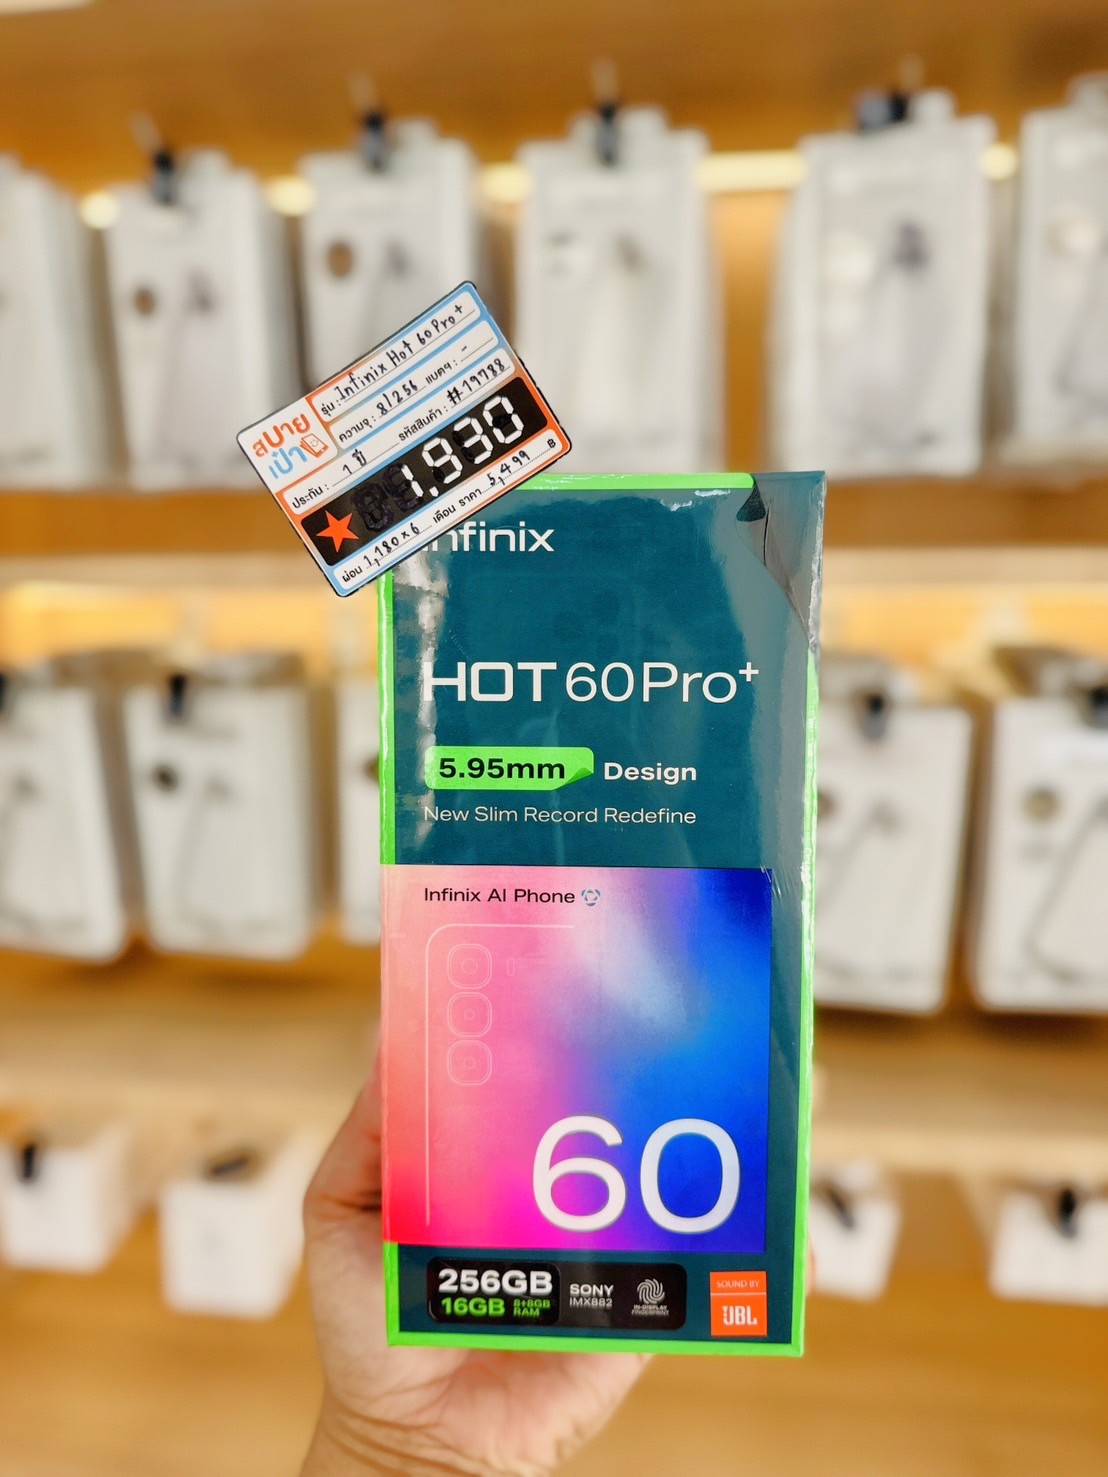 สปาย
เป๋า
รุ่น : Infinix Hot 60 Pro+
ความจุ : 8/256 แบตฯ : -
ประกัน : 1 ปี รหัสสินค้า : #19788
1,930
ผ่อน 1,180x6 เดือน ราคา 5,499 ฿
Infinix
HOT 60 Pro+
5.95mm Design
New Slim Record Redefine
Infinix AI Phone
60
256GB
16GB 8+8GB RAM
SONY
IMX882
IN-DISPLAY
FINGERPRINT
SOUND BY
JBL